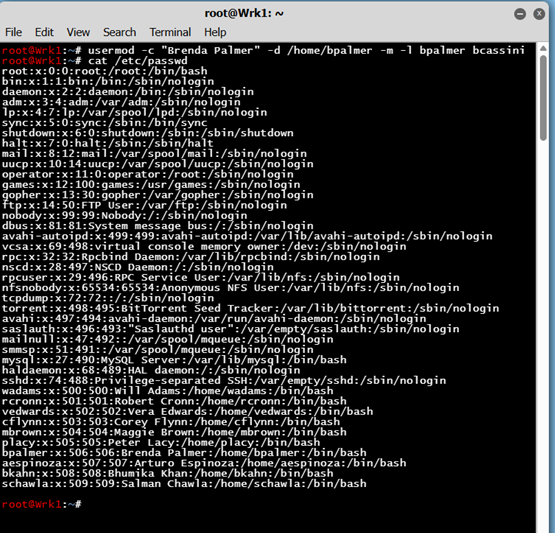 root@Wrk1: ~
File Edit View Search Terminal Help
root@Wrk1:~# usermod -c "Brenda Palmer" -d /home/bpalmer -m -l bpalmer bcassini
root@Wrk1:~# cat /etc/passwd
root:x:0:0:root:/root:/bin/bash
bin:x:1:1:bin:/bin:/sbin/nologin
daemon:x:2:2:daemon:/bin:/sbin/nologin
adm:x:3:4:adm:/var/adm:/sbin/nologin
lp:x:4:7:lp:/var/spool/lpd:/sbin/nologin
sync:x:5:0:sync:/sbin:/bin/sync
shutdown:x:6:0:shutdown:/sbin:/sbin/shutdown
halt:x:7:0:halt:/sbin:/sbin/halt
mail:x:8:12:mail:/var/spool/mail:/sbin/nologin
uucp:x:10:14:uucp:/var/spool/uucp:/sbin/nologin
operator:x:11:0:operator:/root:/sbin/nologin
games:x:12:100:games:/usr/games:/sbin/nologin
gopher:x:13:30:gopher:/var/gopher:/sbin/nologin
ftp:x:14:50:FTP User:/var/ftp:/sbin/nologin
nobody:x:99:99:Nobody:/:/sbin/nologin
dbus:x:81:81:System message bus:/:/sbin/nologin
avahi-autoipd:x:499:499:avahi-autoipd:/var/lib/avahi-autoipd:/sbin/nologin
vcsa:x:69:498:virtual console memory owner:/dev:/sbin/nologin
rpc:x:32:32:Rpcbind Daemon:/var/lib/rpcbind:/sbin/nologin
nscd:x:28:497:NSCD Daemon:/:/sbin/nologin
rpcuser:x:29:496:RPC Service User:/var/lib/nfs:/sbin/nologin
nfsnobody:x:65534:65534:Anonymous NFS User:/var/lib/nfs:/sbin/nologin
tcpdump:x:72:72::/:/sbin/nologin
torrent:x:498:495:BitTorrent Seed Tracker:/var/lib/bittorrent:/sbin/nologin
avahi:x:497:494:avahi-daemon:/var/run/avahi-daemon:/sbin/nologin
saslauth:x:496:493:"Saslauthd user":/var/empty/saslauth:/sbin/nologin
mailnull:x:47:492::/var/spool/mqueue:/sbin/nologin
smmsp:x:51:491::/var/spool/mqueue:/sbin/nologin
mysql:x:27:490:MySQL Server:/var/lib/mysql:/bin/bash
haldaemon:x:68:489:HAL daemon:/:/sbin/nologin
sshd:x:74:488:Privilege-separated SSH:/var/empty/sshd:/sbin/nologin
wadams:x:500:500:Will Adams:/home/wadams:/bin/bash
rcronn:x:501:501:Robert Cronn:/home/rcronn:/bin/bash
vedwards:x:502:502:Vera Edwards:/home/vedwards:/bin/bash
cflynn:x:503:503:Corey Flynn:/home/cflynn:/bin/bash
mbrown:x:504:504:Maggie Brown:/home/mbrown:/bin/bash
placy:x:505:505:Peter Lacy:/home/placy:/bin/bash
bpalmer:x:506:506:Brenda Palmer:/home/bpalmer:/bin/bash
aespinoza:x:507:507:Arturo Espinoza:/home/aespinoza:/bin/bash
bkahn:x:508:508:Bhumika Khan:/home/bkahn:/bin/bash
schawla:x:509:509:Salman Chawla:/home/schawla:/bin/bash
root@Wrk1:~#